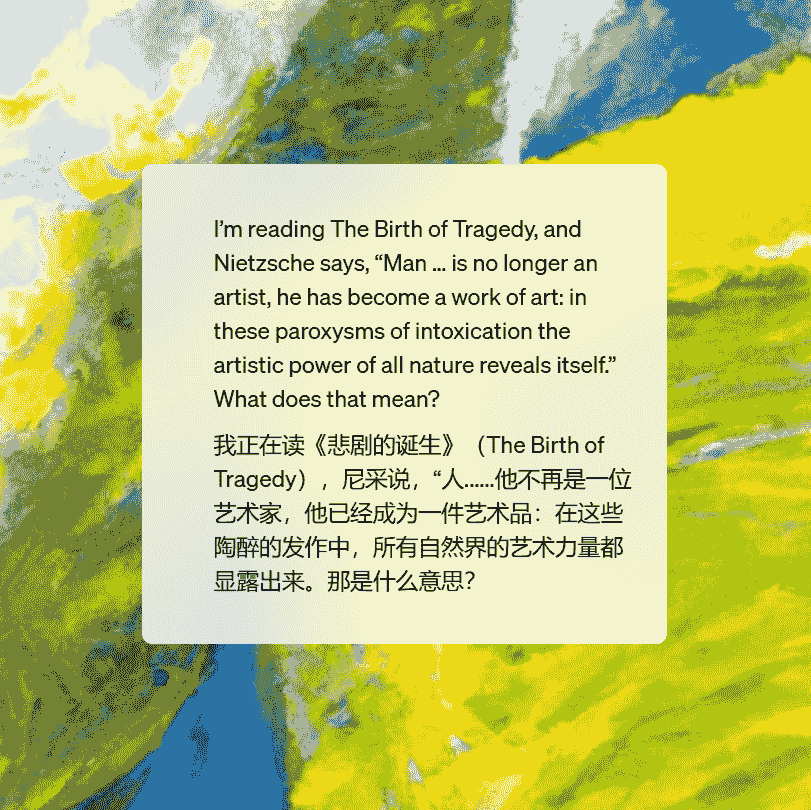 I’m reading The Birth of Tragedy, and
Nietzsche says, “Man ... is no longer an
artist, he has become a work of art: in
these paroxysms of intoxication the
artistic power of all nature reveals itself.”
What does that mean?
我正在读《悲剧的诞生》（The Birth of
Tragedy），尼采说，“人......他不再是一位
艺术家，他已经成为一件艺术品：在这些
陶醉的发作中，所有自然界的艺术力量都
显露出来。那是什么意思？